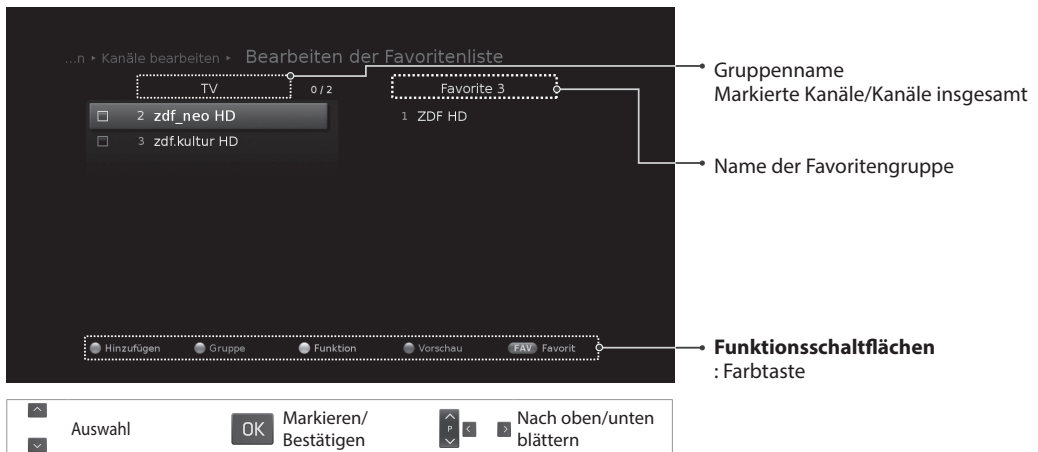 ...n ▸ Kanäle bearbeiten ▸ Bearbeiten der Favoritenliste
TV 0 / 2 Favorite 3
2 zdf_neo HD 1 ZDF HD
3 zdf.kultur HD
Hinzufügen Gruppe Funktion Vorschau FAV Favorit
Gruppenname
Markierte Kanäle/Kanäle insgesamt
Name der Favoritengruppe
Funktionsschaltflächen
: Farbtaste
Auswahl
OK Markieren/
Bestätigen
P Nach oben/unten
blättern